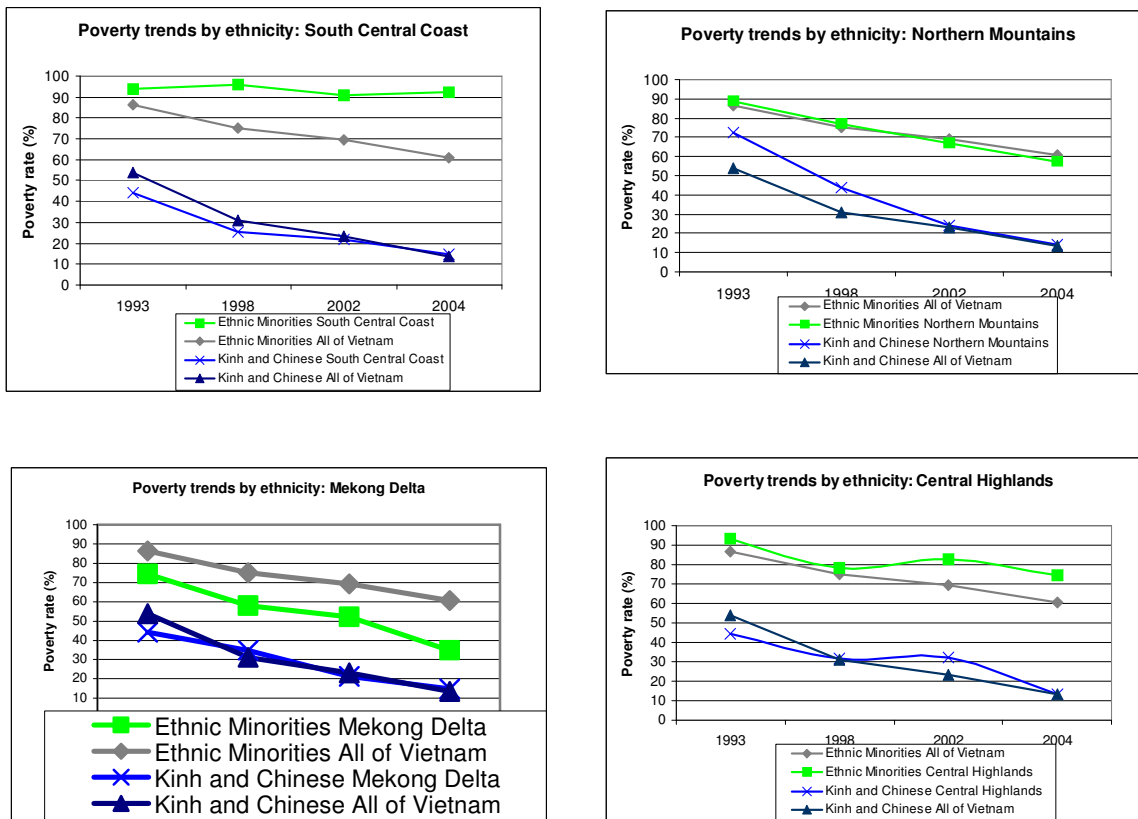 Poverty trends by ethnicity: South Central Coast
Poverty rate (%)
100
90
80
70
60
50
40
30
20
10
0
1993 1998 2002 2004
Ethnic Minorities South Central Coast
Ethnic Minorities All of Vietnam
Kinh and Chinese South Central Coast
Kinh and Chinese All of Vietnam
Poverty trends by ethnicity: Northern Mountains
Poverty rate (%)
100
90
80
70
60
50
40
30
20
10
0
1993 1998 2002 2004
Ethnic Minorities All of Vietnam
Ethnic Minorities Northern Mountains
Kinh and Chinese Northern Mountains
Kinh and Chinese All of Vietnam
Poverty trends by ethnicity: Mekong Delta
Poverty rate (%)
100
90
80
70
60
50
40
30
20
10
Ethnic Minorities Mekong Delta
Ethnic Minorities All of Vietnam
Kinh and Chinese Mekong Delta
Kinh and Chinese All of Vietnam
Poverty trends by ethnicity: Central Highlands
Poverty rate (%)
100
90
80
70
60
50
40
30
20
10
0
1993 1998 2002 2004
Ethnic Minorities All of Vietnam
Ethnic Minorities Central Highlands
Kinh and Chinese Central Highlands
Kinh and Chinese All of Vietnam